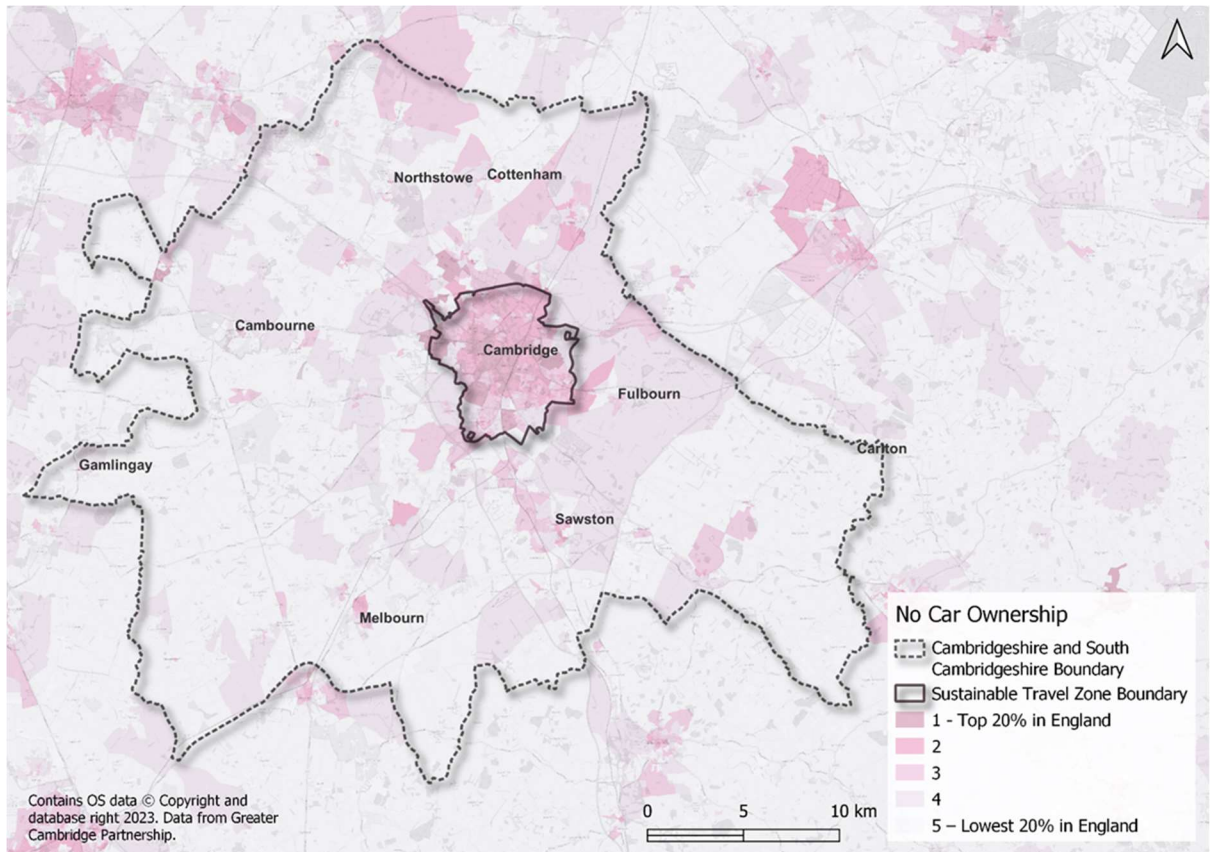 Northstowe
Cottenham
Cambourne
Cambridge
Fulbourn
Carlton
Gamlingay
Sawston
Melbourn
No Car Ownership
Cambridgeshire and South
Cambridgeshire Boundary
Sustainable Travel Zone Boundary
1 - Top 20% in England
2
3
4
5 – Lowest 20% in England
Contains OS data © Copyright and
database right 2023. Data from Greater
Cambridge Partnership.
0 5 10 km